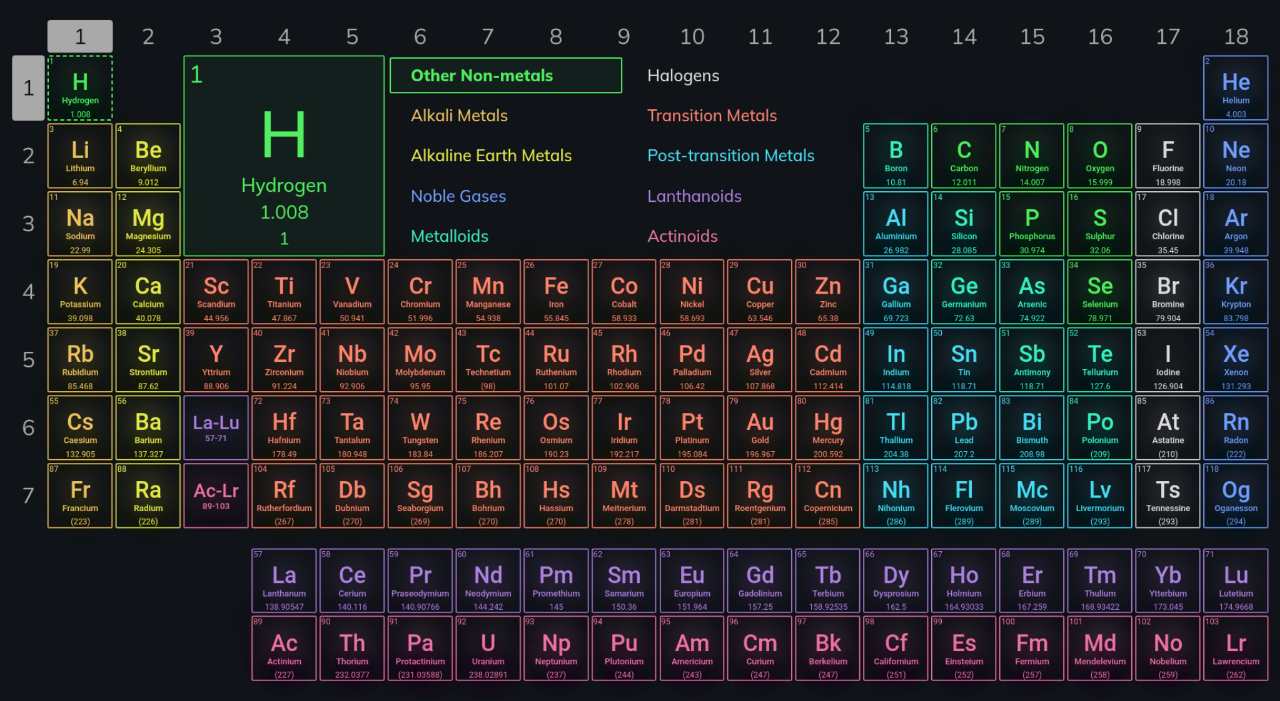 1 2 3 4 5 6 7 8 9 10 11 12 13 14 15 16 17 18
1
1
H
Hydrogen
1.008
1
H
Hydrogen
1.008
1
Other Non-metals
Halogens
Alkali Metals
Transition Metals
Alkaline Earth Metals
Post-transition Metals
Noble Gases
Lanthanoids
Metalloids
Actinoids
2
He
Helium
4.003
2
3 4 5 6 7 8 9 10
Li Be B C N O F Ne
Lithium Beryllium Boron Carbon Nitrogen Oxygen Fluorine Neon
6.94 9.012 10.81 12.011 14.007 15.999 18.998 20.18
3
11 12 13 14 15 16 17 18
Na Mg Al Si P S Cl Ar
Sodium Magnesium Aluminium Silicon Phosphorus Sulphur Chlorine Argon
22.99 24.305 26.982 28.085 30.974 32.06 35.45 39.948
4
19 20 21 22 23 24 25 26 27 28 29 30 31 32 33 34 35 36
K Ca Sc Ti V Cr Mn Fe Co Ni Cu Zn Ga Ge As Se Br Kr
Potassium Calcium Scandium Titanium Vanadium Chromium Manganese Iron Cobalt Nickel Copper Zinc Gallium Germanium Arsenic Selenium Bromine Krypton
39.098 40.078 44.956 47.867 50.941 51.996 54.938 55.845 58.933 58.693 63.546 65.38 69.723 72.63 74.922 78.971 79.904 83.798
5
37 38 39 40 41 42 43 44 45 46 47 48 49 50 51 52 53 54
Rb Sr Y Zr Nb Mo Tc Ru Rh Pd Ag Cd In Sn Sb Te I Xe
Rubidium Strontium Yttrium Zirconium Niobium Molybdenum Technetium Ruthenium Rhodium Palladium Silver Cadmium Indium Tin Antimony Tellurium Iodine Xenon
85.468 87.62 88.906 91.224 92.906 95.95 (98) 101.07 102.906 106.42 107.868 112.414 114.818 118.71 118.71 127.6 126.904 131.293
6
55 56 72 73 74 75 76 77 78 79 80 81 82 83 84 85 86
Cs Ba La-Lu Hf Ta W Re Os Ir Pt Au Hg Tl Pb Bi Po At Rn
Caesium Barium 57-71 Hafnium Tantalum Tungsten Rhenium Osmium Iridium Platinum Gold Mercury Thallium Lead Bismuth Polonium Astatine Radon
132.905 137.327 178.49 180.948 183.84 186.207 190.23 192.217 195.084 196.967 200.592 204.38 207.2 208.98 (209) (210) (222)
7
87 88 104 105 106 107 108 109 110 111 112 113 114 115 116 117 118
Fr Ra Ac-Lr Rf Db Sg Bh Hs Mt Ds Rg Cn Nh Fl Mc Lv Ts Og
Francium Radium 89-103 Rutherfordium Dubnium Seaborgium Bohrium Hassium Meitnerium Darmstadtium Roentgenium Copernicium Nihonium Flerovium Moscovium Livermorium Tennessine Oganesson
(223) (226) (267) (270) (269) (270) (270) (278) (281) (281) (285) (286) (289) (289) (293) (293) (294)
57 58 59 60 61 62 63 64 65 66 67 68 69 70 71
La Ce Pr Nd Pm Sm Eu Gd Tb Dy Ho Er Tm Yb Lu
Lanthanum Cerium Praseodymium Neodymium Promethium Samarium Europium Gadolinium Terbium Dysprosium Holmium Erbium Thulium Ytterbium Lutetium
138.90547 140.116 140.90766 144.242 145 150.36 151.964 157.25 158.92535 162.5 164.93033 167.259 168.93422 173.045 174.9668
89 90 91 92 93 94 95 96 97 98 99 100 101 102 103
Ac Th Pa U Np Pu Am Cm Bk Cf Es Fm Md No Lr
Actinium Thorium Protactinium Uranium Neptunium Plutonium Americium Curium Berkelium Californium Einsteium Fermium Mendelevium Nobelium Lawrencium
(227) 232.0377 (231.03588) 238.02891 (237) (244) (243) (247) (247) (251) (252) (257) (258) (259) (262)